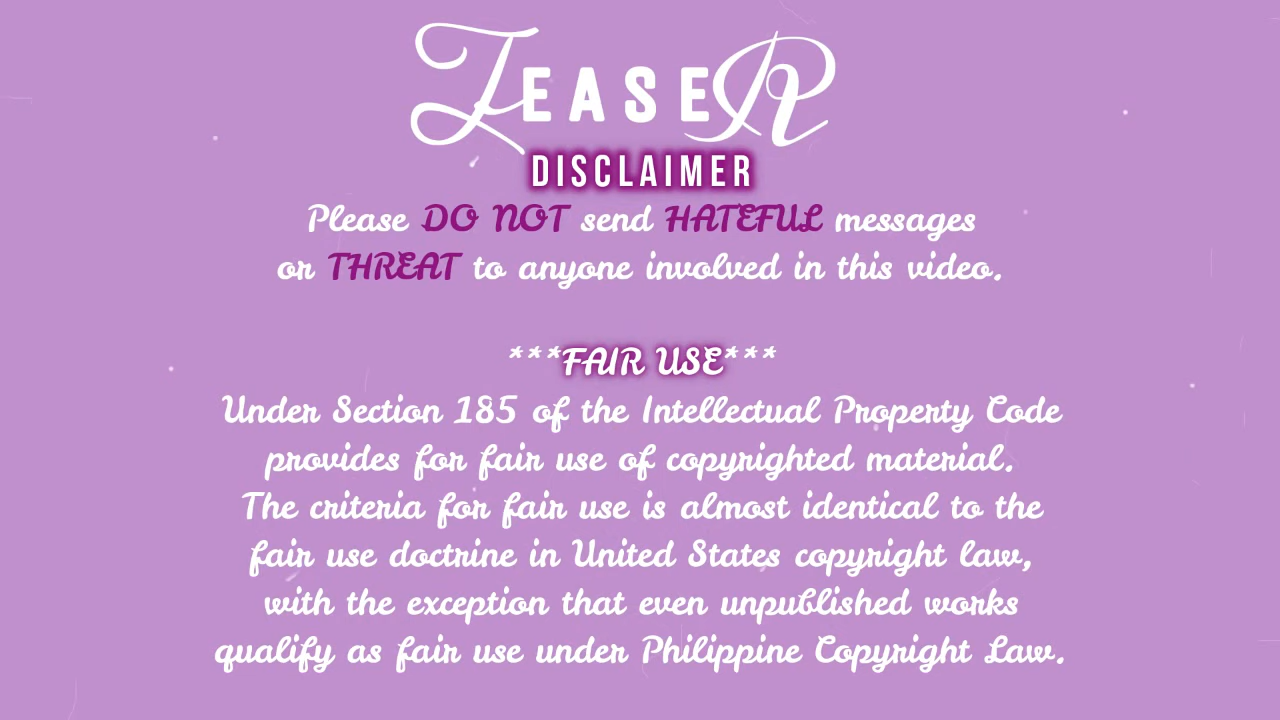 TEASER
DISCLAIMER
Please DO NOT send HATEFUL messages
or THREAT to anyone involved in this video.
***FAIR USE***
Under Section 185 of the Intellectual Property Code
provides for fair use of copyrighted material.
The criteria for fair use is almost identical to the
fair use doctrine in United States copyright law,
with the exception that even unpublished works
qualify as fair use under Philippine Copyright Law.